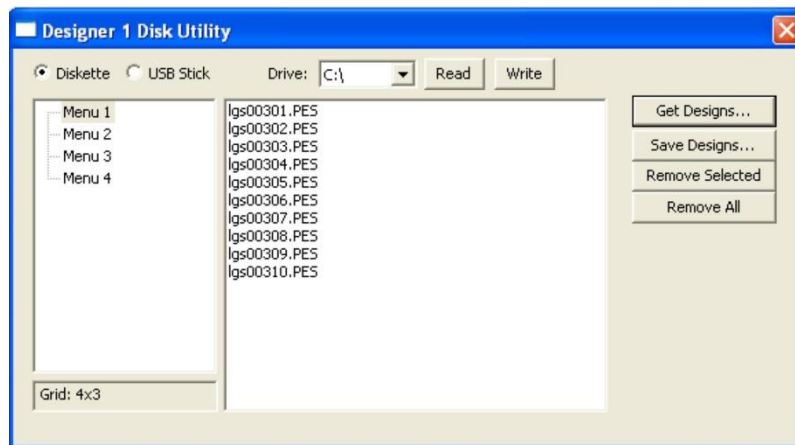 Designer 1 Disk Utility
Diskette USB Stick Drive: C:\ Read Write
Menu 1
Menu 2
Menu 3
Menu 4
lgs00301.PES
lgs00302.PES
lgs00303.PES
lgs00304.PES
lgs00305.PES
lgs00306.PES
lgs00307.PES
lgs00308.PES
lgs00309.PES
lgs00310.PES
Get Designs...
Save Designs...
Remove Selected
Remove All
Grid: 4x3